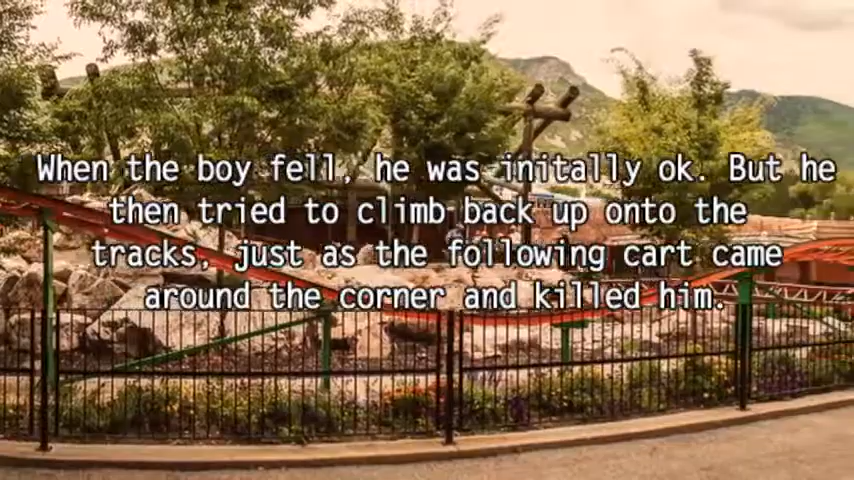 When the boy fell, he was initally ok. But he
then tried to climb back up onto the
tracks, just as the following cart came
around the corner and killed him.